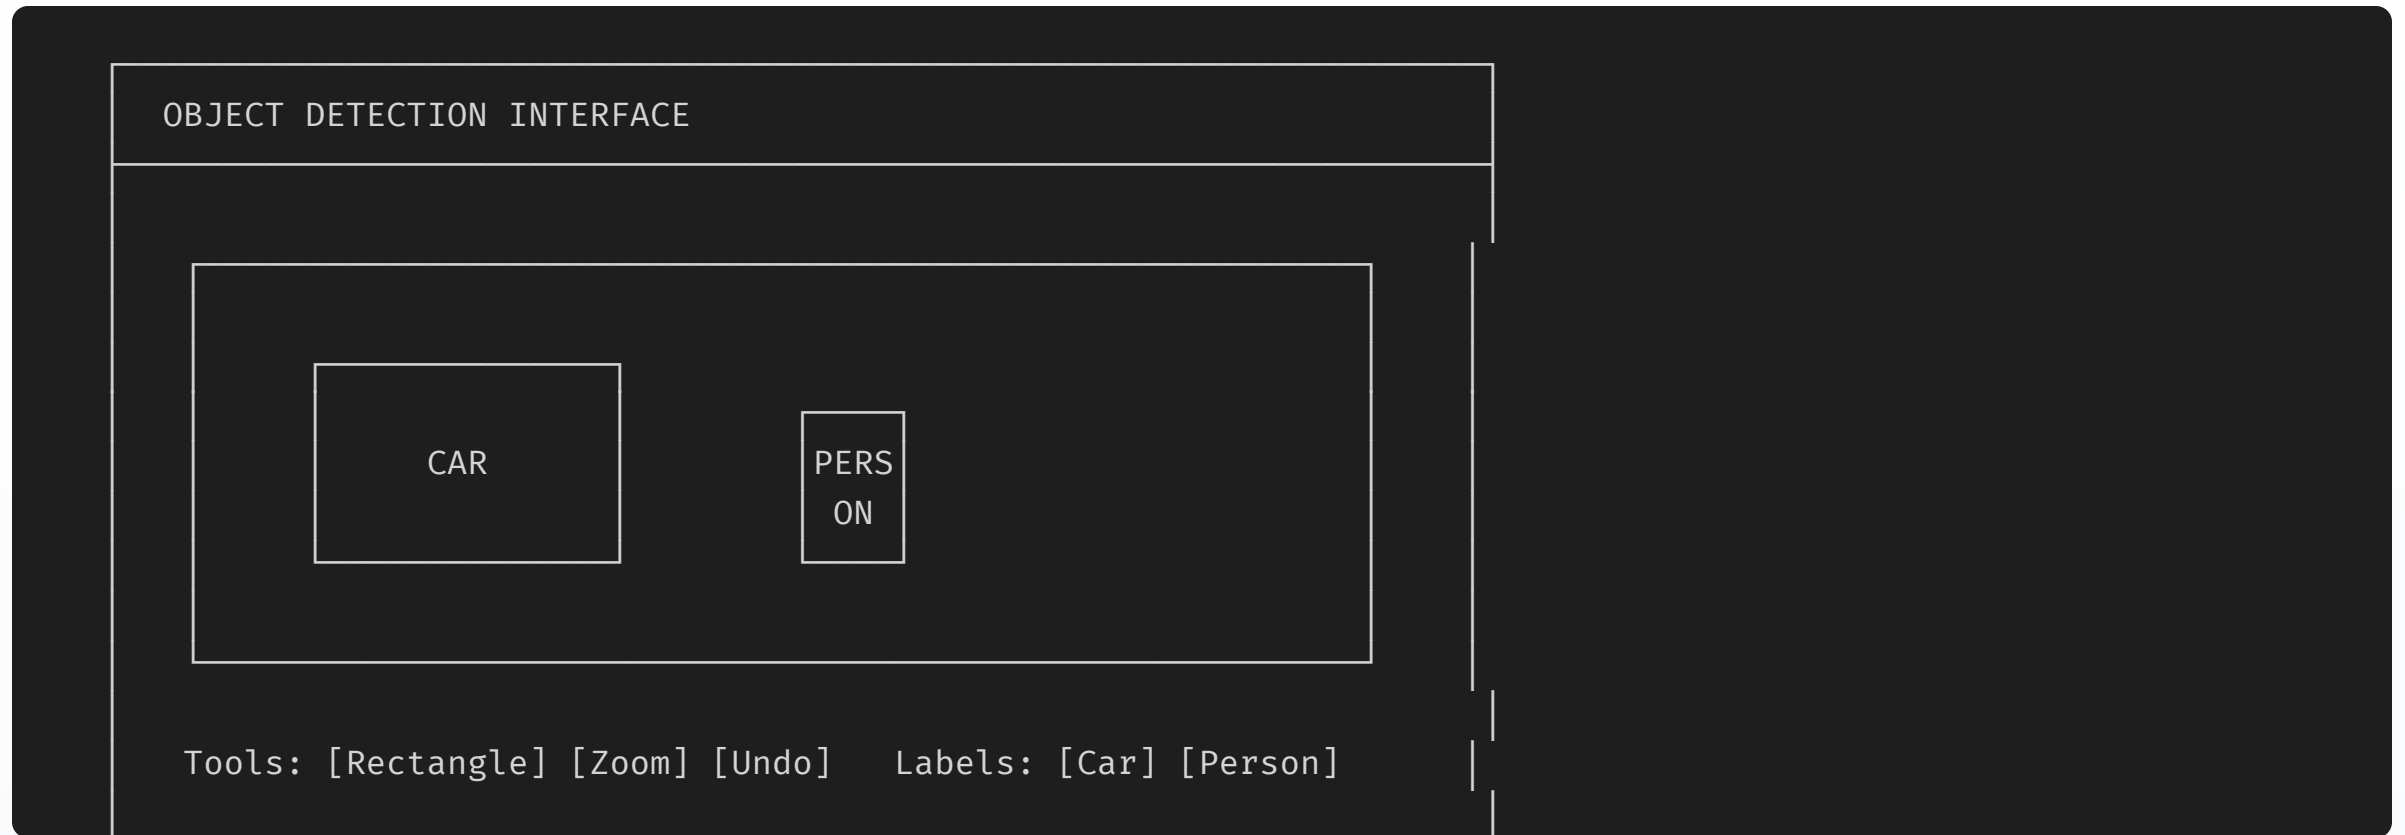 OBJECT DETECTION INTERFACE
CAR
PERS
ON
Tools: [Rectangle] [Zoom] [Undo]   Labels: [Car] [Person]